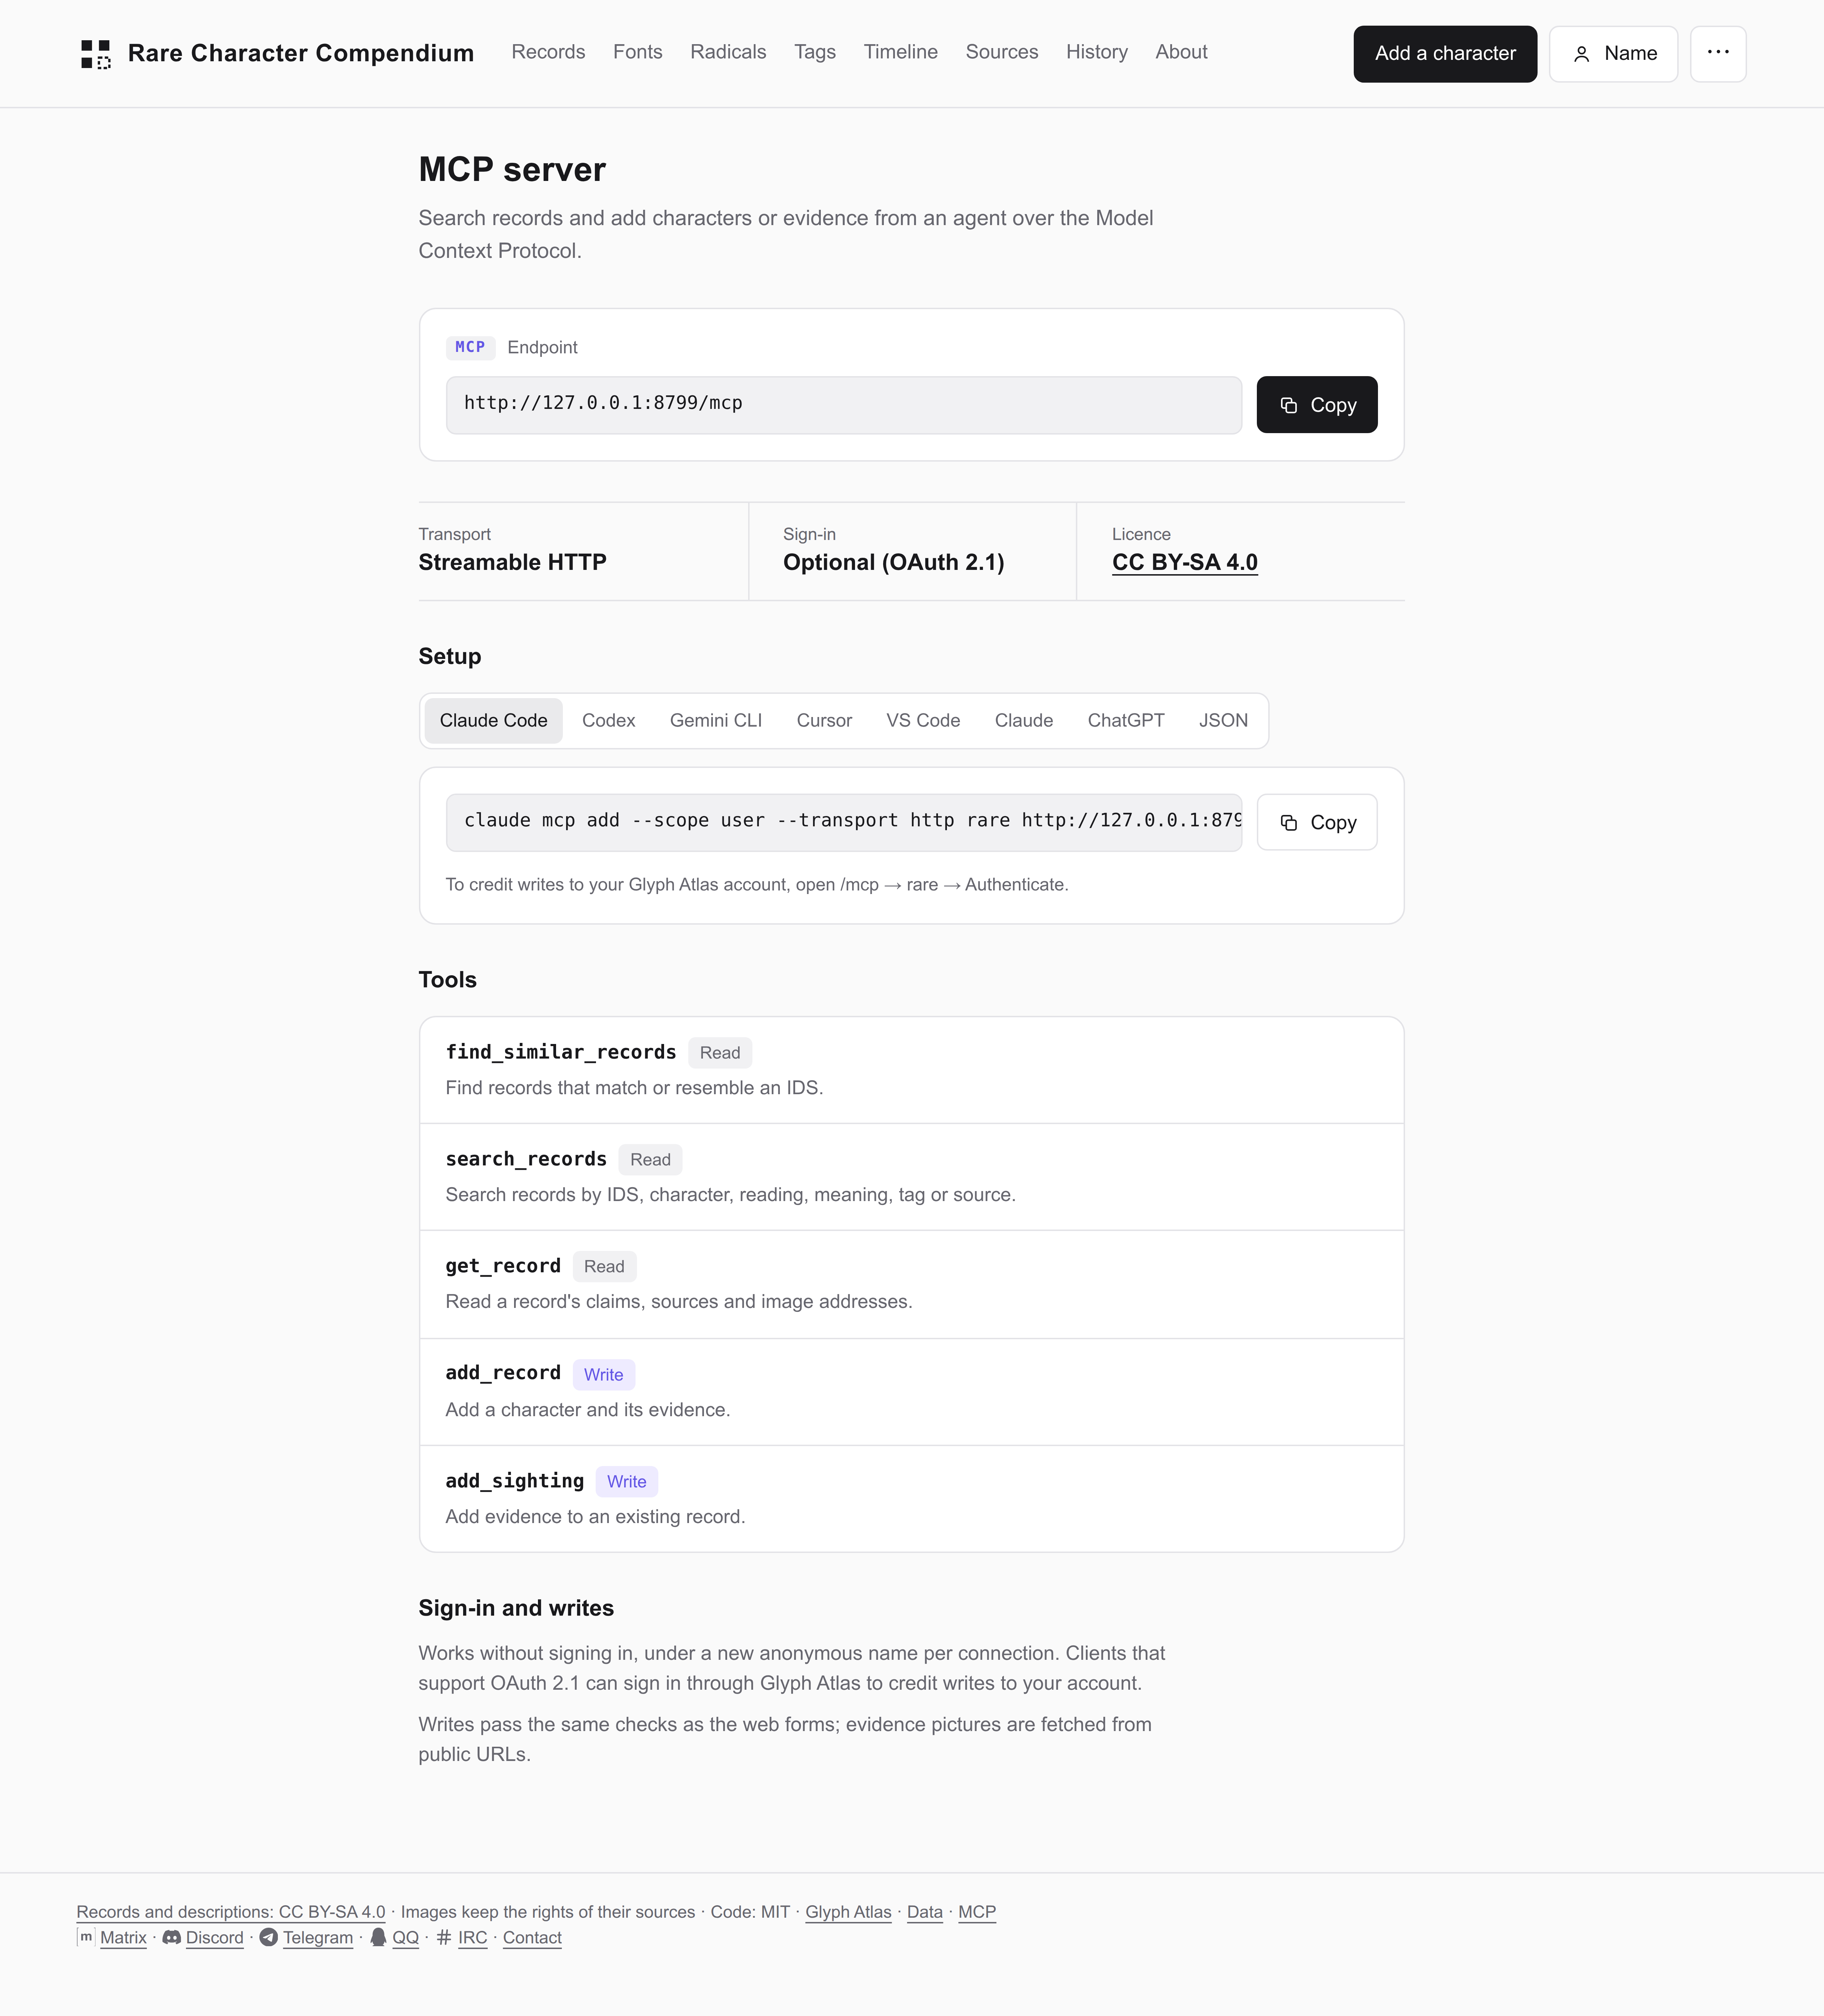 Rare Character Compendium Records Fonts Radicals Tags Timeline Sources History About Add a character Name ...
MCP server
Search records and add characters or evidence from an agent over the Model
Context Protocol.
MCP Endpoint
http://127.0.0.1:8799/mcp Copy
Transport Sign-in Licence
Streamable HTTP Optional (OAuth 2.1) CC BY-SA 4.0
Setup
Claude Code Codex Gemini CLI Cursor VS Code Claude ChatGPT JSON
claude mcp add --scope user --transport http rare http://127.0.0.1:879 Copy
To credit writes to your Glyph Atlas account, open /mcp → rare → Authenticate.
Tools
find_similar_records Read
Find records that match or resemble an IDS.
search_records Read
Search records by IDS, character, reading, meaning, tag or source.
get_record Read
Read a record's claims, sources and image addresses.
add_record Write
Add a character and its evidence.
add_sighting Write
Add evidence to an existing record.
Sign-in and writes
Works without signing in, under a new anonymous name per connection. Clients that
support OAuth 2.1 can sign in through Glyph Atlas to credit writes to your account.
Writes pass the same checks as the web forms; evidence pictures are fetched from
public URLs.
Records and descriptions: CC BY-SA 4.0 · Images keep the rights of their sources · Code: MIT · Glyph Atlas · Data · MCP
[m] Matrix · Discord · Telegram · QQ · # IRC · Contact